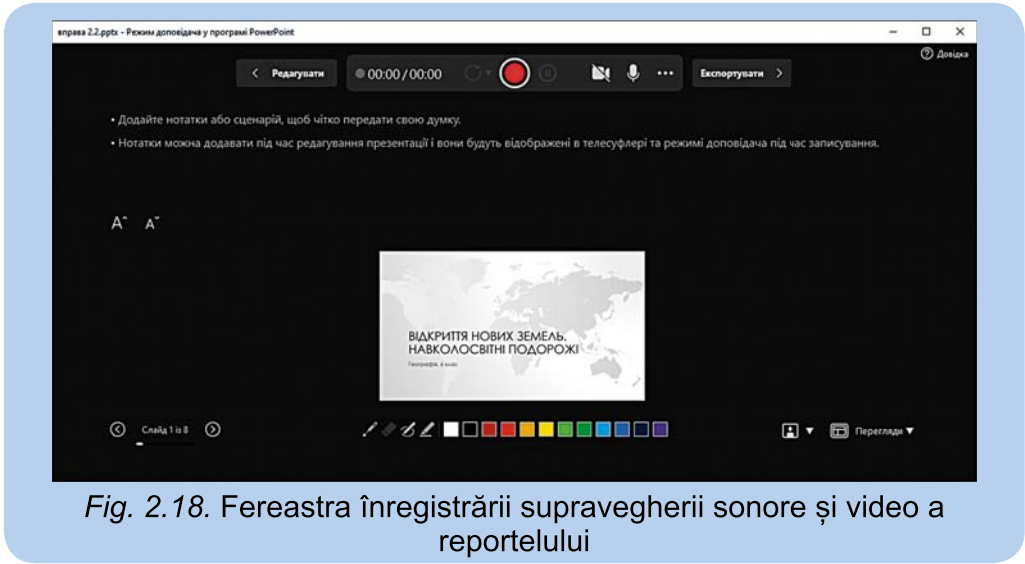 вправа 2.2.pptx - Режим доповідача у програмі PowerPoint
Довідка
Редагувати 00:00 / 00:00 Експортувати
• Додайте нотатки або сценарій, щоб чітко передати свою думку.
• Нотатки можна додавати під час редагування презентації і вони будуть відображені в телесуфлері та режимі доповідача під час записування.
A A
ВІДКРИТТЯ НОВИХ ЗЕМЕЛЬ.
НАВКОЛОСВІТНІ ПОДОРОЖІ
Географія. 6 клас
Слайд 1 із 8 Перегляди
Fig. 2.18. Fereastra înregistrării supravegherii sonore și video a
reportelului